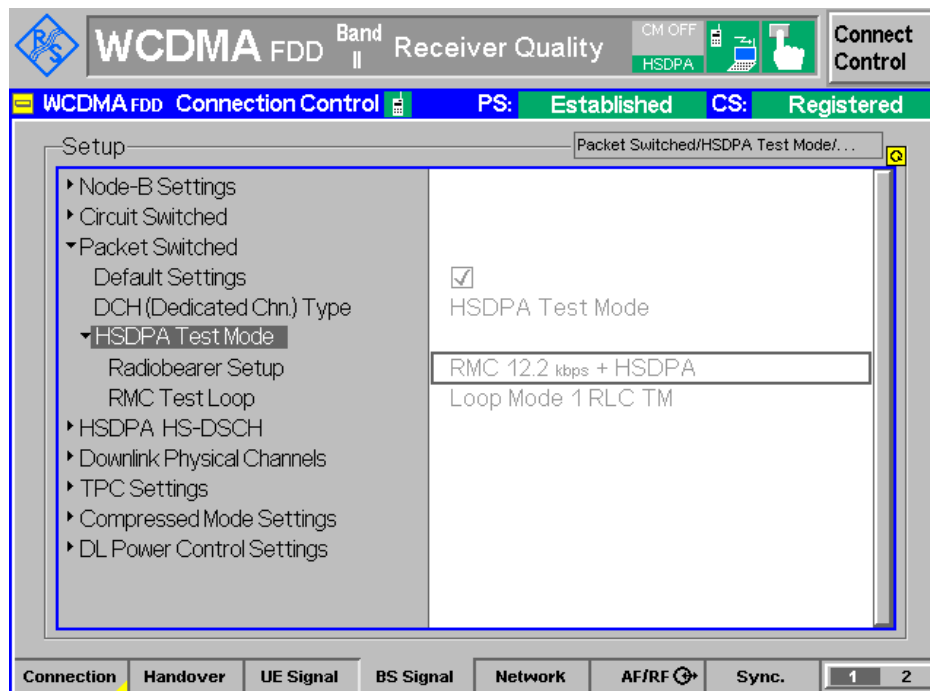 R&S
WCDMA FDD Band II Receiver Quality
CM OFF
HSDPA
Connect Control
WCDMA FDD Connection Control PS: Established CS: Registered
Setup
Packet Switched/HSDPA Test Mode/...
Node-B Settings
Circuit Switched
Packet Switched
Default Settings
DCH (Dedicated Chn.) Type HSDPA Test Mode
HSDPA Test Mode
Radiobearer Setup RMC 12.2 kbps + HSDPA
RMC Test Loop Loop Mode 1 RLC TM
HSDPA HS-DSCH
Downlink Physical Channels
TPC Settings
Compressed Mode Settings
DL Power Control Settings
Connection Handover UE Signal BS Signal Network AF/RF Sync. 1 2